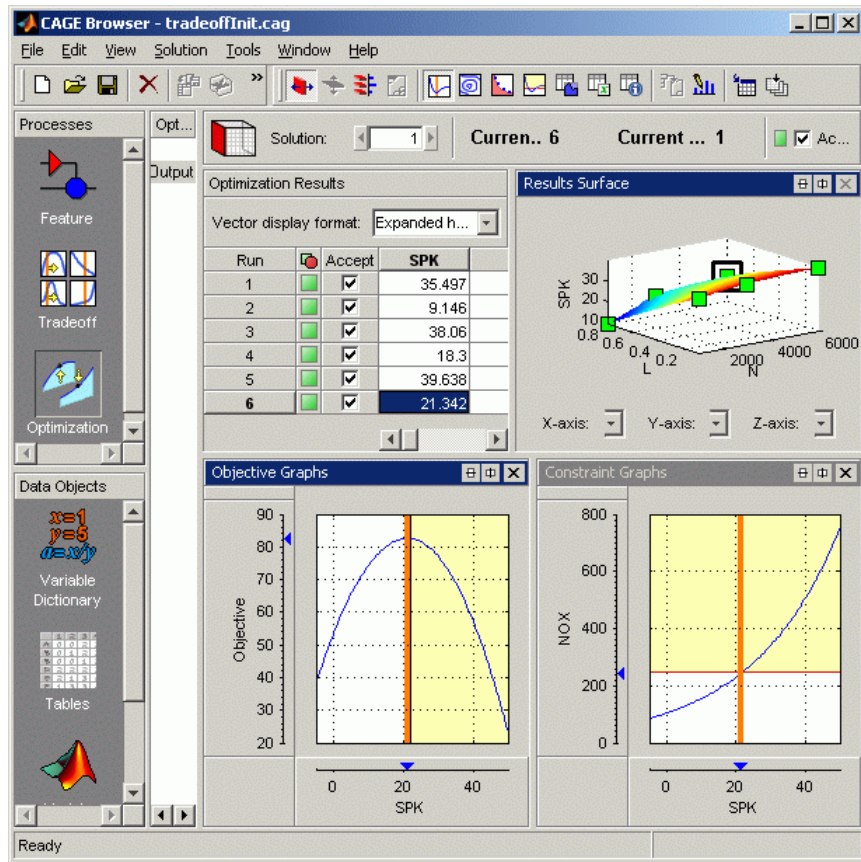 CAGE Browser - tradeoffInit.cag
File Edit View Solution Tools Window Help
»
Processes
Feature
Tradeoff
Optimization
Opt...
Output
Solution: 1 Curren.. 6 Current ... 1 Ac...
Optimization Results
Vector display format: Expanded h...
Run Accept SPK
1 35.497
2 9.146
3 38.06
4 18.3
5 39.638
6 21.342
Results Surface
SPK
30
20
10
0.8
0.6
0.4
0.2
L
2000
4000
6000
N
X-axis: Y-axis: Z-axis:
Data Objects
x=1
y=5
a=x/y
Variable
Dictionary
Tables
Objective Graphs
Objective
90
80
70
60
50
40
30
20
0 20 40
SPK
Constraint Graphs
NOX
800
600
400
200
0
0 20 40
SPK
Ready